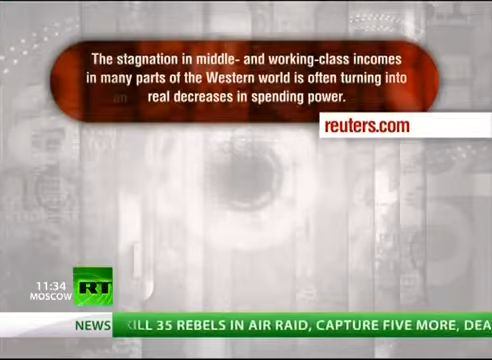 The stagnation in middle- and working-class incomes
in many parts of the Western world is often turning into
real decreases in spending power.
reuters.com
11:34
MOSCOW
RT
NEWS
ILL 35 REBELS IN AIR RAID, CAPTURE FIVE MORE, DEA